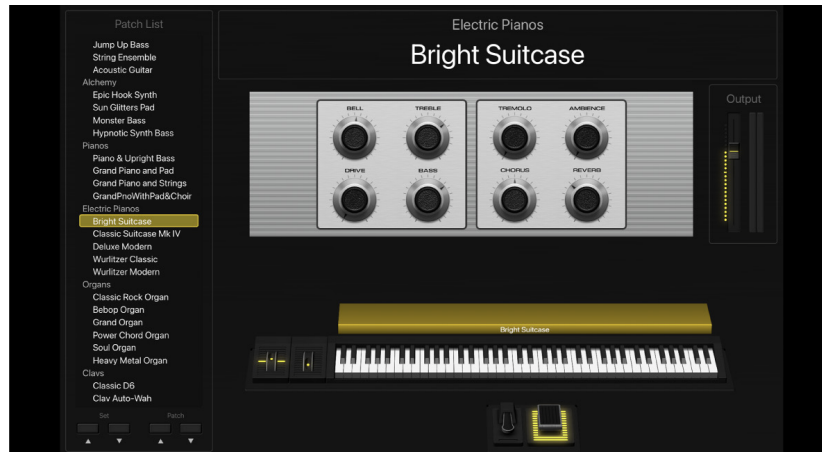 Patch List
Jump Up Bass
String Ensemble
Acoustic Guitar
Alchemy
Epic Hook Synth
Sun Glitters Pad
Monster Bass
Hypnotic Synth Bass
Pianos
Piano & Upright Bass
Grand Piano and Pad
Grand Piano and Strings
GrandPnoWithPad&Choir
Electric Pianos
Bright Suitcase
Classic Suitcase Mk IV
Deluxe Modern
Wurlitzer Classic
Wurlitzer Modern
Organs
Classic Rock Organ
Bebop Organ
Grand Organ
Power Chord Organ
Soul Organ
Heavy Metal Organ
Clavs
Classic D6
Clav Auto-Wah
Set Patch
Electric Pianos
Bright Suitcase
BELL TREBLE TREMOLO AMBIENCE
DRIVE BASS CHORUS REVERB
Output
Bright Suitcase